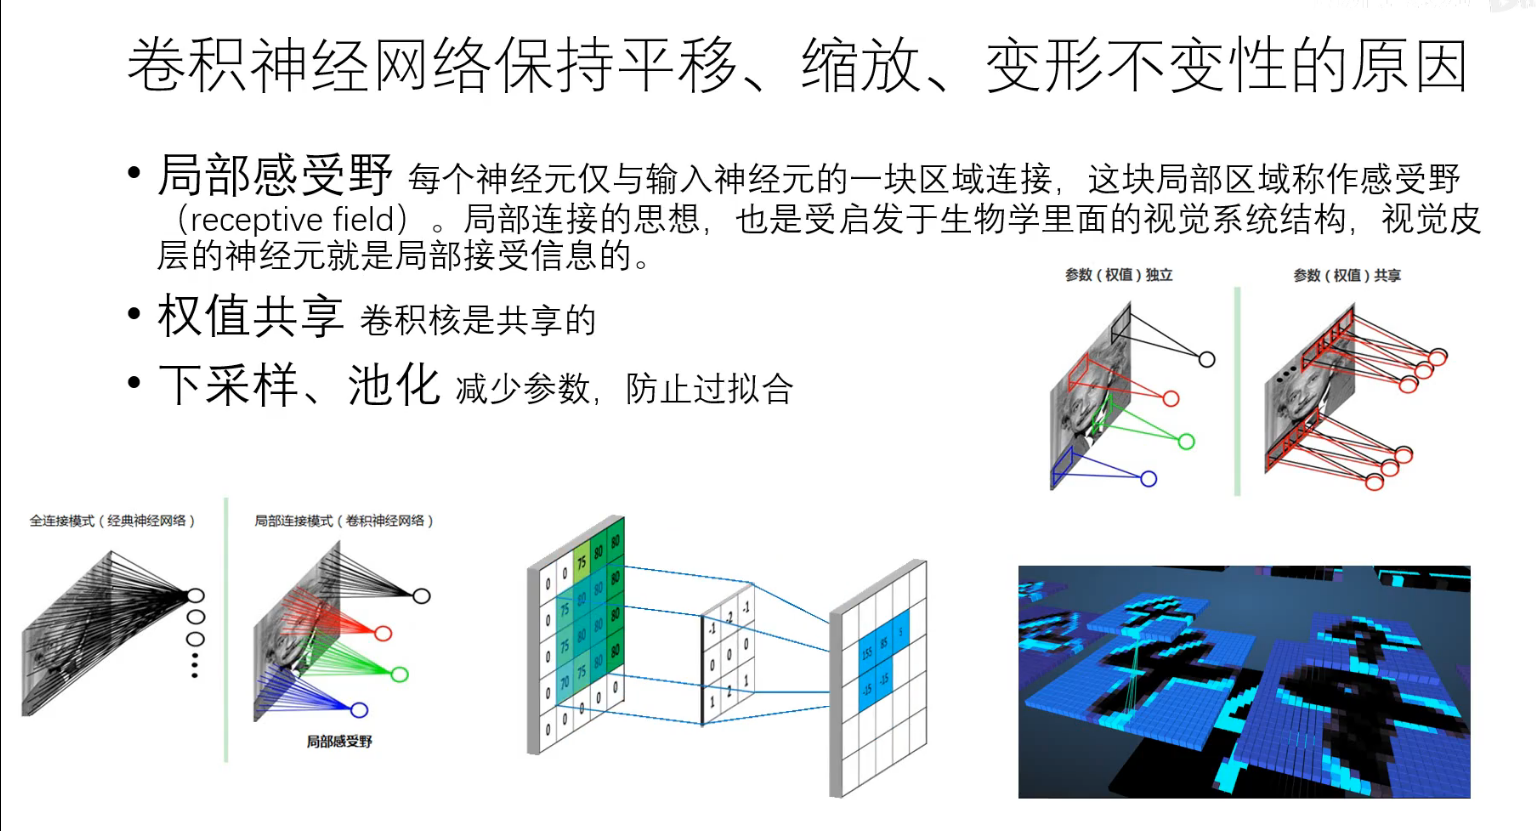 卷积神经网络保持平移、缩放、变形不变性的原因
• 局部感受野 每个神经元仅与输入神经元的一块区域连接，这块局部区域称作感受野
（receptive field）。局部连接的思想，也是受启发于生物学里面的视觉系统结构，视觉皮
层的神经元就是局部接受信息的。
• 权值共享 卷积核是共享的
• 下采样、池化 减少参数，防止过拟合
参数（权值）独立
参数（权值）共享
全连接模式（经典神经网络）
局部连接模式（卷积神经网络）
局部感受野
0 0 75 80 80
0 75 80 80 80
0 75 80 80 80
0 70 75 80 80
0 0 0 0 0
-1 -2 -1
0 0 0
1 2 1
155 85 5
-15 -15